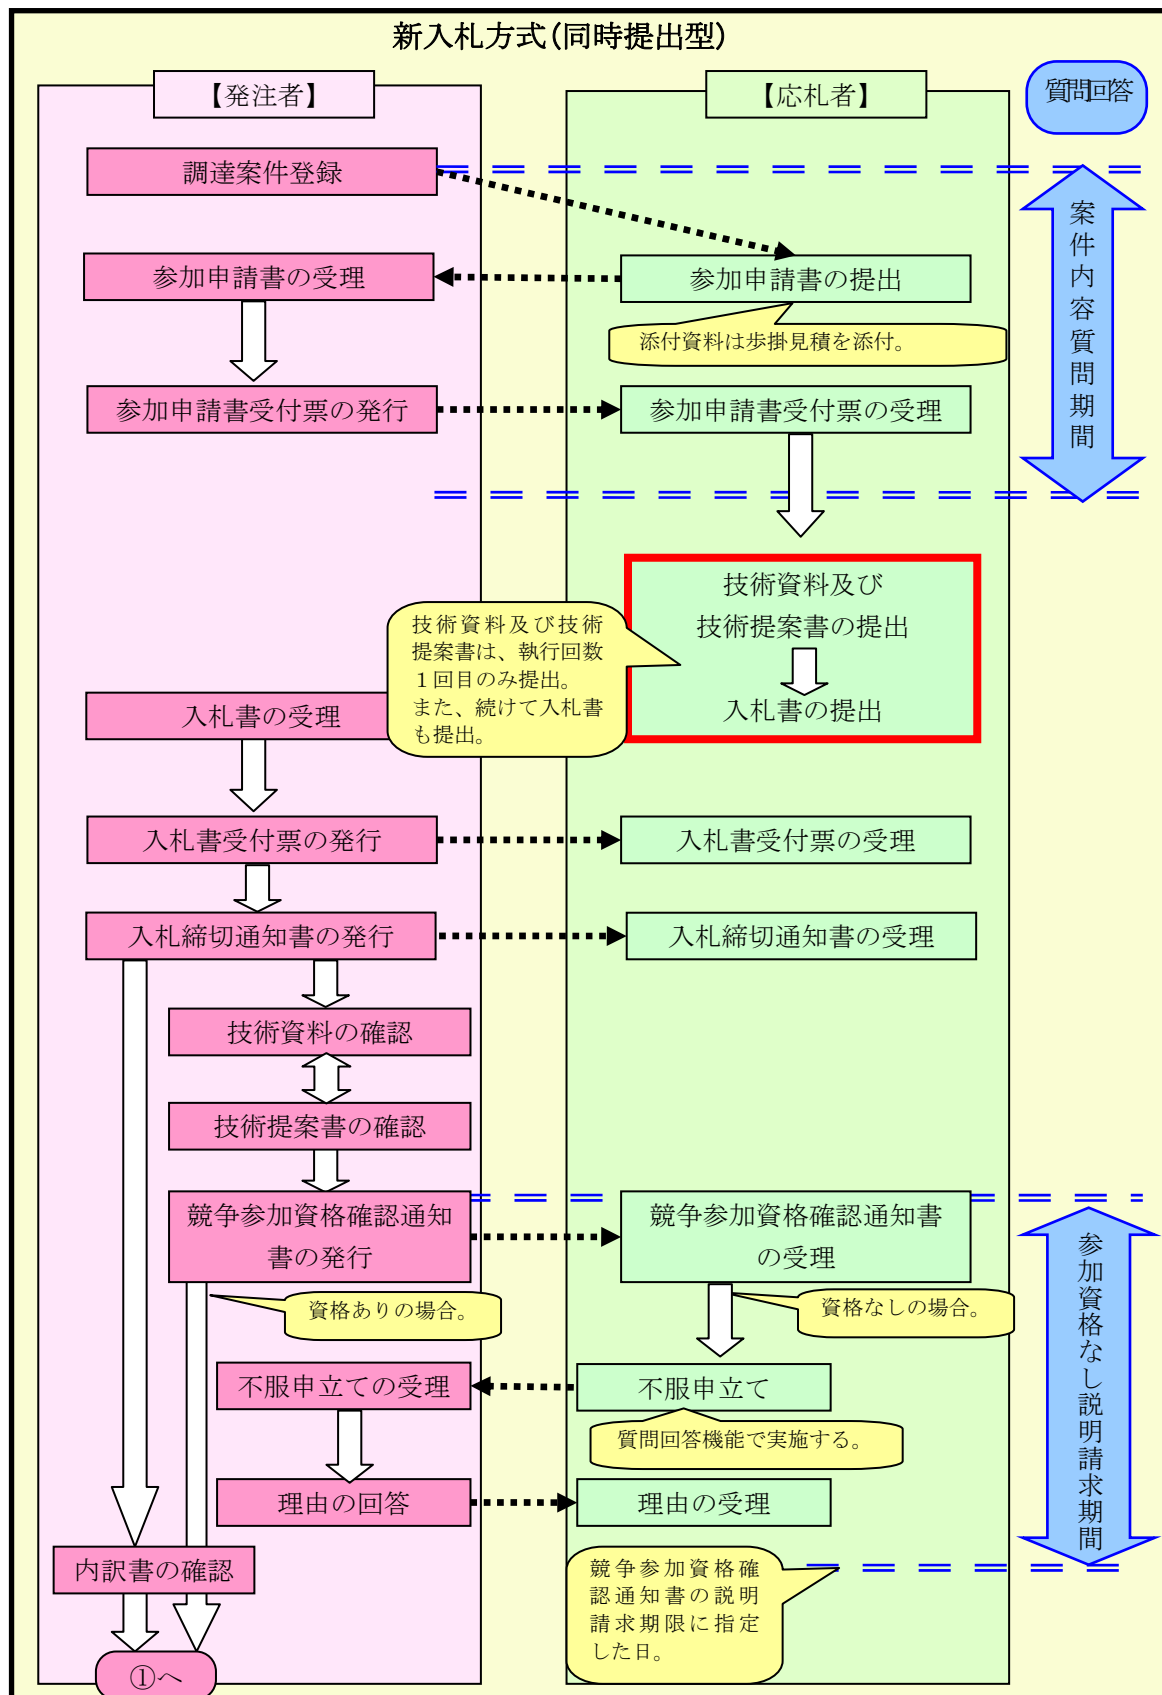 新入札方式(同時提出型)
【発注者】
【応札者】
質問回答
調達案件登録
案件内容質問期間
参加申請書の受理
参加申請書の提出
添付資料は歩掛見積を添付。
参加申請書受付票の発行
参加申請書受付票の受理
技術資料及び
技術提案書の提出
入札書の提出
技術資料及び技術
提案書は、執行回数
１回目のみ提出。
また、続けて入札書
も提出。
入札書の受理
入札書受付票の発行
入札書受付票の受理
入札締切通知書の発行
入札締切通知書の受理
技術資料の確認
技術提案書の確認
競争参加資格確認通知
書の発行
競争参加資格確認通知書
の受理
参加資格なし説明請求期間
資格ありの場合。
資格なしの場合。
不服申立ての受理
不服申立て
質問回答機能で実施する。
理由の回答
理由の受理
内訳書の確認
競争参加資格確
認通知書の説明
請求期限に指定
した日。
①へ